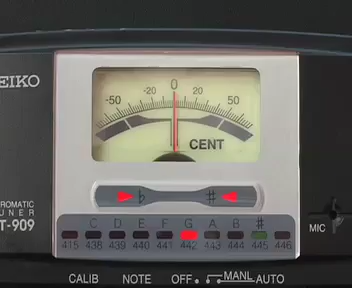 EIKO
0
-20 20
-50 50
CENT
♭ ♯
ROMATIC
UNER
T-909
C D E F G A B ♯
415 438 439 440 441 442 443 444 445 446
MIC
CALIB NOTE OFF MANL AUTO